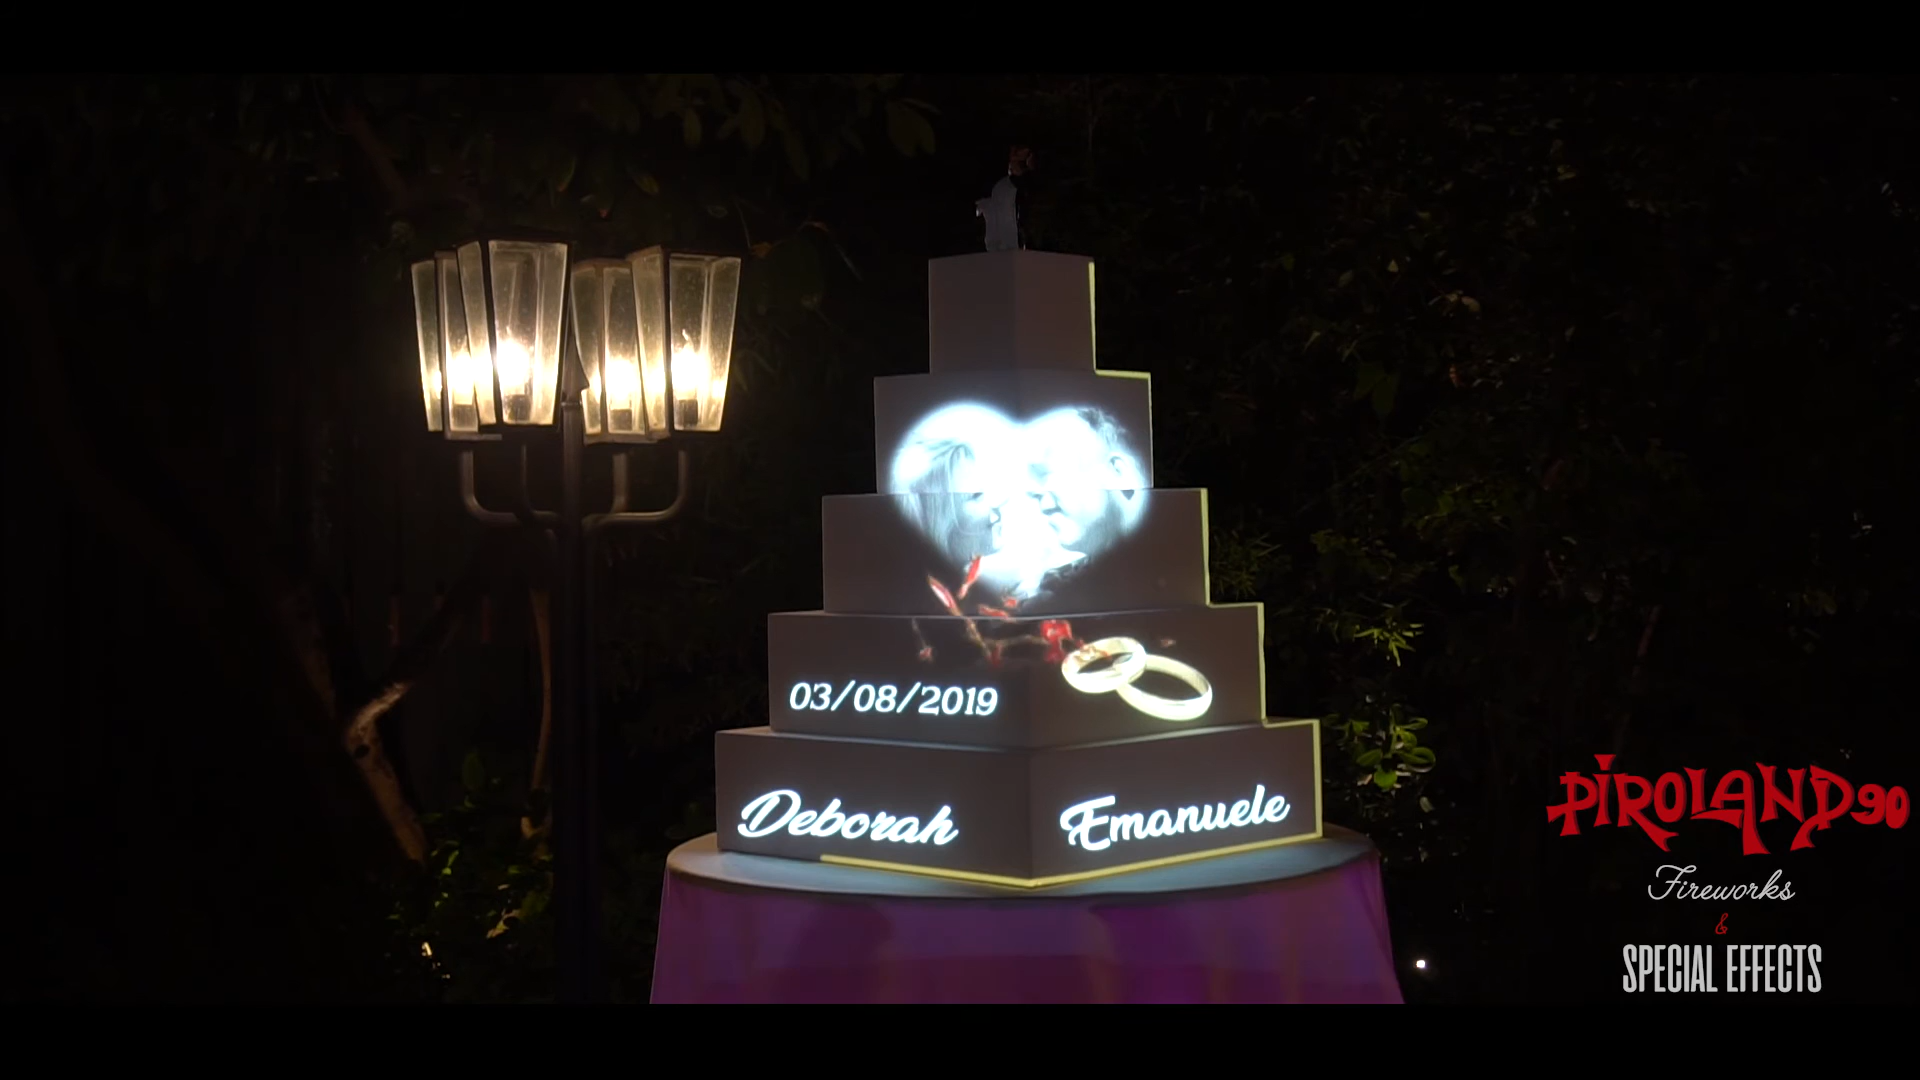 03/08/2019
Deborah
Emanuele
PIROLAND90
Fireworks
&
SPECIAL EFFECTS